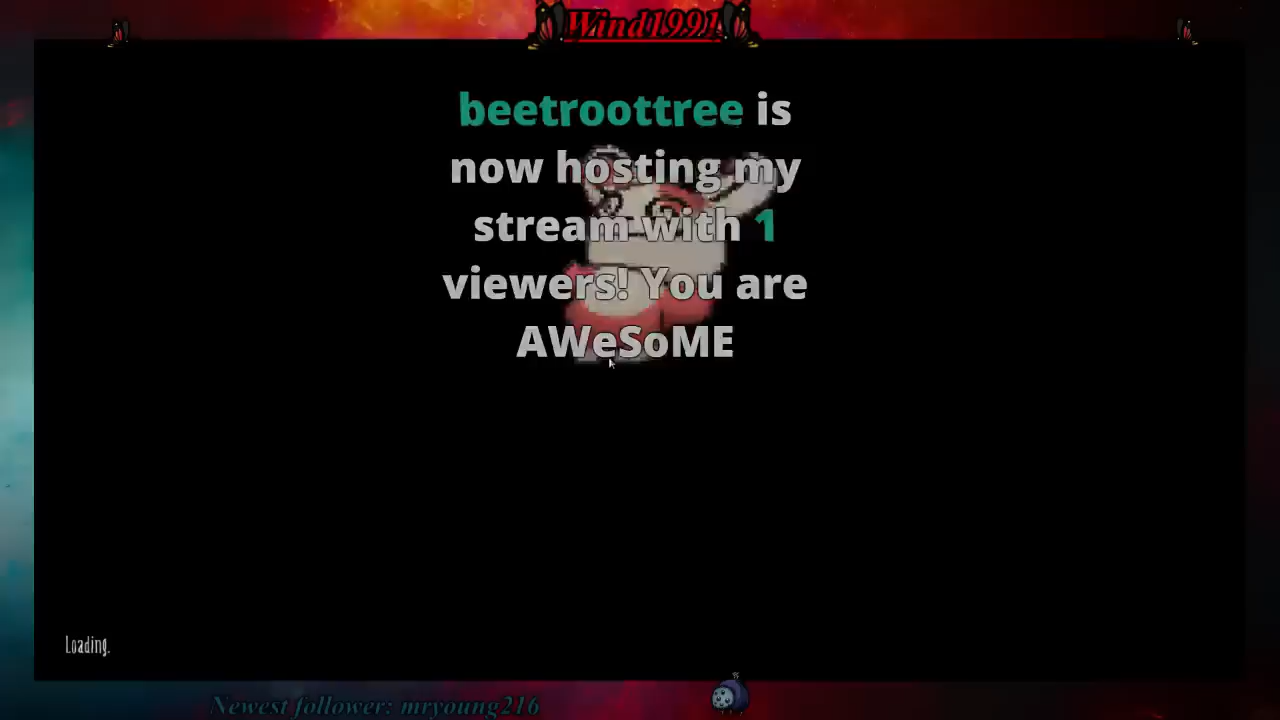 Wind1991
beetroottree is
now hosting my
stream with 1
viewers! You are
AWeSoME
Loading.
Newest follower: mryoung216